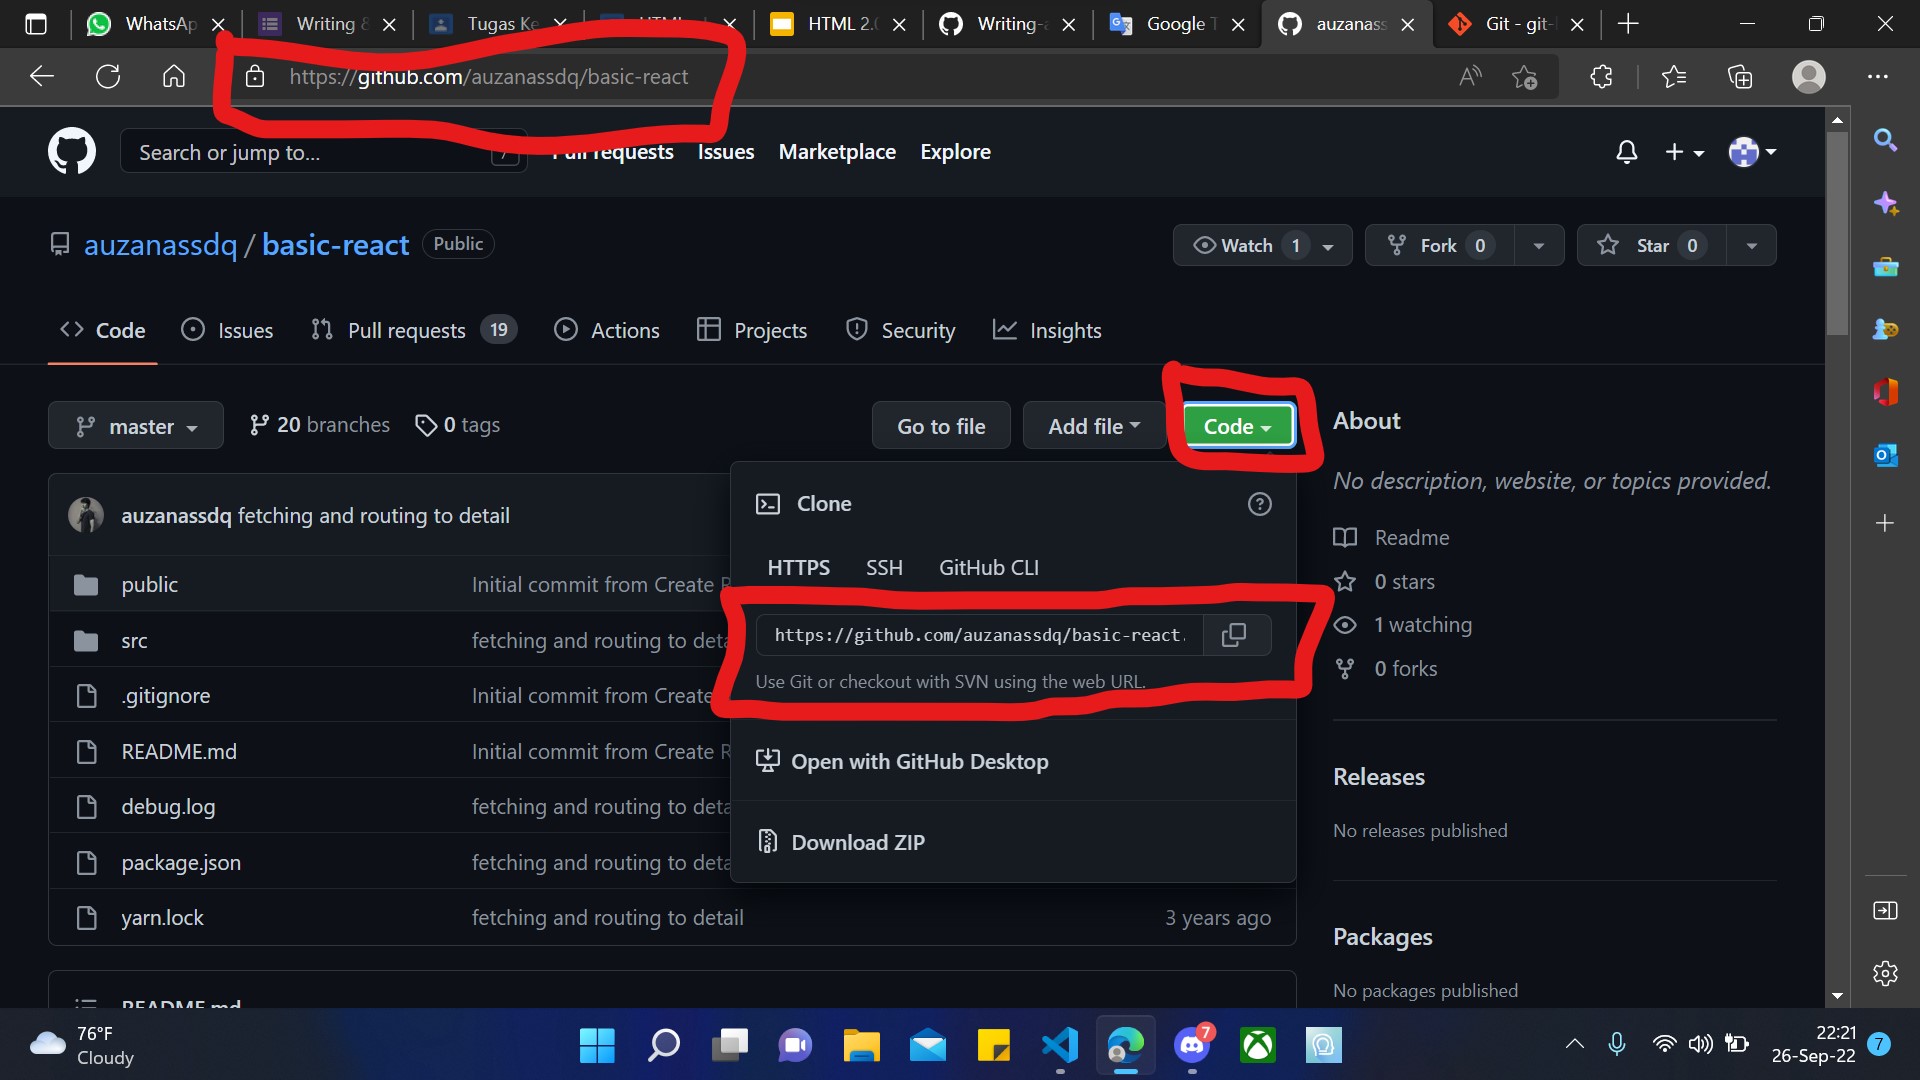 WhatsAp
Writing &
Tugas Ke
HTML 2.
Writing-
Google T
auzanass
Git - git-
https://github.com/auzanassdq/basic-react
Search or jump to...
/
Pull requests
Issues
Marketplace
Explore
auzanassdq / basic-react
Public
Watch 1
Fork 0
Star 0
Code
Issues
Pull requests 19
Actions
Projects
Security
Insights
master
20 branches
0 tags
Go to file
Add file
Code
About
No description, website, or topics provided.
Readme
0 stars
1 watching
0 forks
Releases
No releases published
Packages
No packages published
Clone
HTTPS
SSH
GitHub CLI
https://github.com/auzanassdq/basic-react.
Use Git or checkout with SVN using the web URL.
Open with GitHub Desktop
Download ZIP
auzanassdq fetching and routing to detail
public
Initial commit from Create R
src
fetching and routing to deta
.gitignore
Initial commit from Create
README.md
Initial commit from Create R
debug.log
fetching and routing to deta
package.json
fetching and routing to deta
yarn.lock
fetching and routing to detail
3 years ago
README.md
76°F
Cloudy
7
22:21
26-Sep-22
7